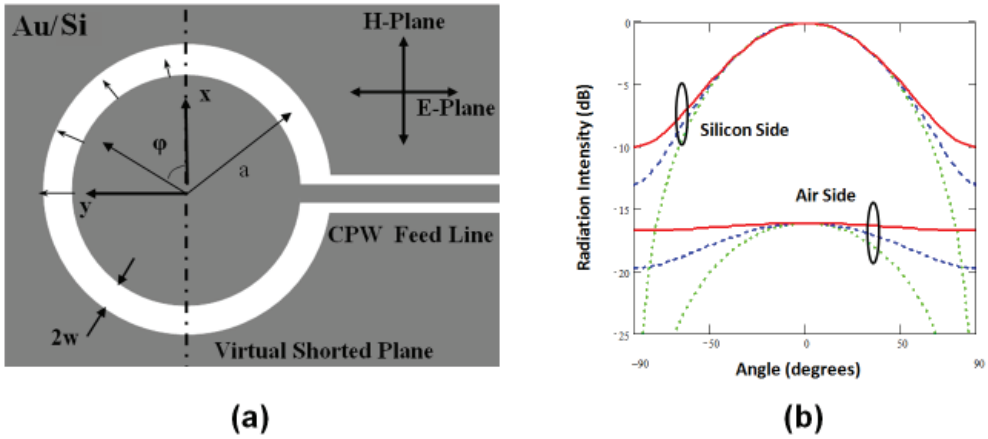 Au/Si
H-Plane
E-Plane
x
φ
a
y
CPW Feed Line
2w
Virtual Shorted Plane
(a)
Radiation Intensity (dB)
0
−5
−10
−15
−20
−25
Silicon Side
Air Side
−90
−50
0
50
90
Angle (degrees)
(b)